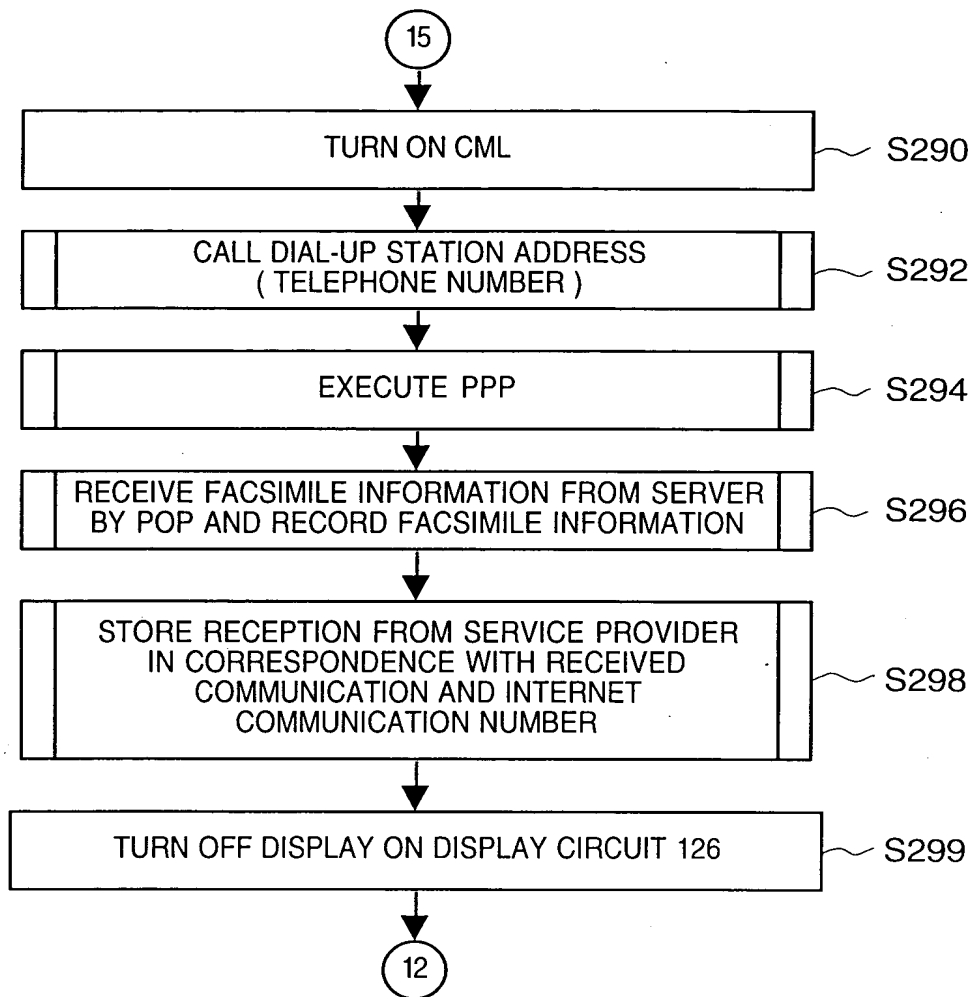 15
TURN ON CML
S290
CALL DIAL-UP STATION ADDRESS
( TELEPHONE NUMBER )
S292
EXECUTE PPP
S294
RECEIVE FACSIMILE INFORMATION FROM SERVER
BY POP AND RECORD FACSIMILE INFORMATION
S296
STORE RECEPTION FROM SERVICE PROVIDER
IN CORRESPONDENCE WITH RECEIVED
COMMUNICATION AND INTERNET
COMMUNICATION NUMBER
S298
TURN OFF DISPLAY ON DISPLAY CIRCUIT 126
S299
12